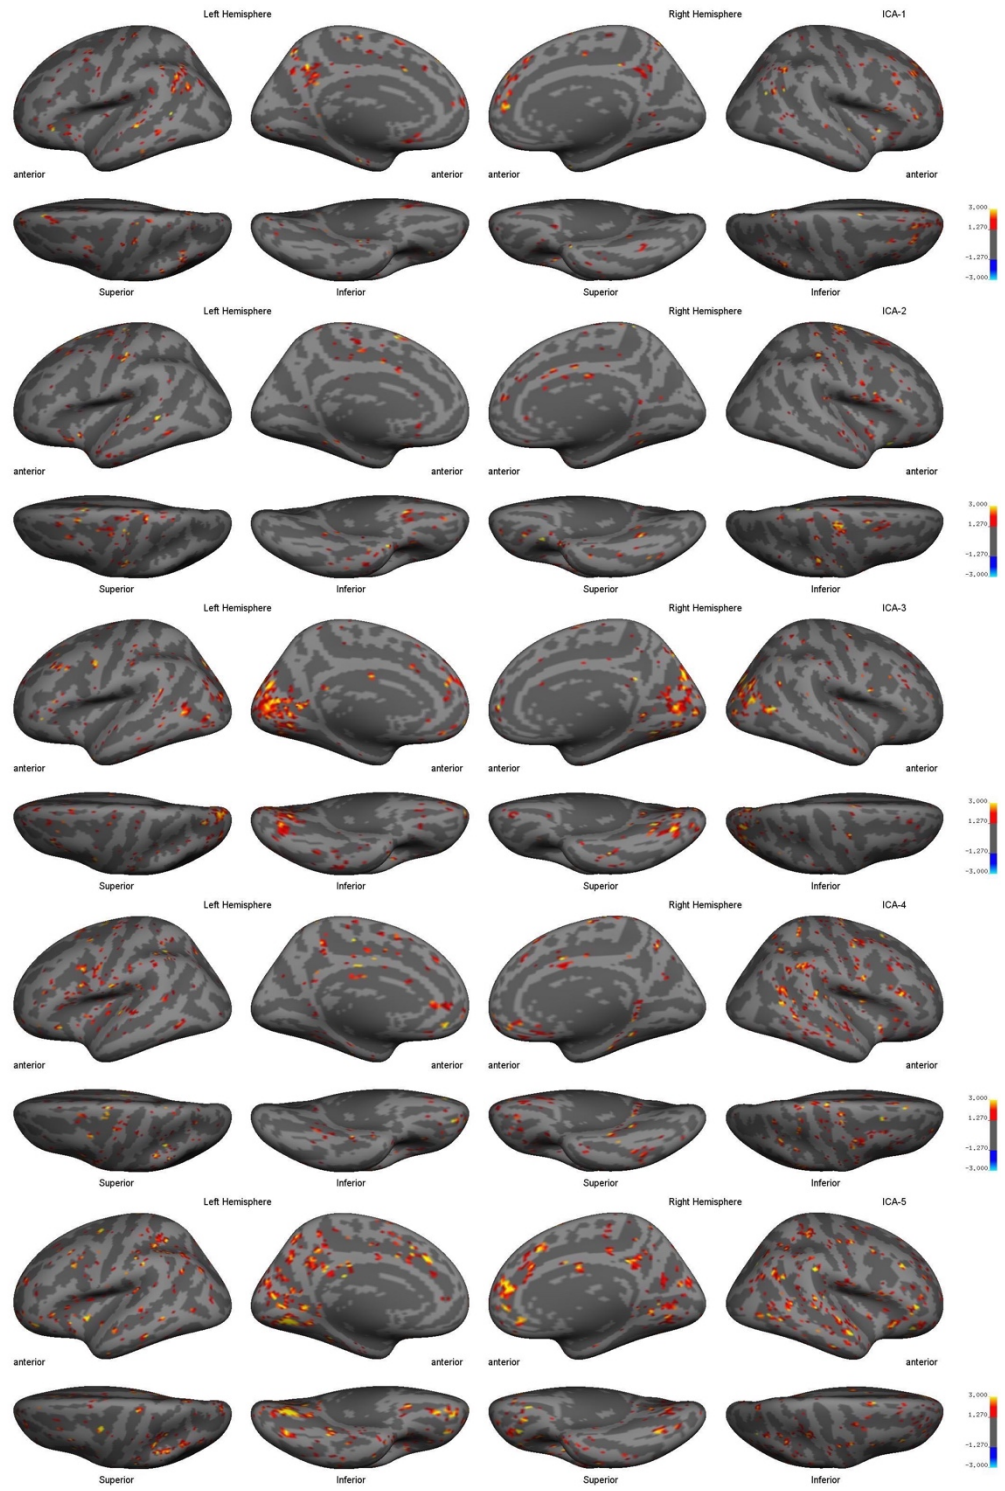 Left Hemisphere Right Hemisphere ICA-1
anterior anterior anterior anterior
3.000
1.270
-1.270
-3.000
Superior Inferior Superior Inferior
Left Hemisphere Right Hemisphere ICA-2
anterior anterior anterior anterior
3.000
1.270
-1.270
-3.000
Superior Inferior Superior Inferior
Left Hemisphere Right Hemisphere ICA-3
anterior anterior anterior anterior
3.000
1.270
-1.270
-3.000
Superior Inferior Superior Inferior
Left Hemisphere Right Hemisphere ICA-4
anterior anterior anterior anterior
3.000
1.270
-1.270
-3.000
Superior Inferior Superior Inferior
Left Hemisphere Right Hemisphere ICA-5
anterior anterior anterior anterior
3.000
1.270
-1.270
-3.000
Superior Inferior Superior Inferior